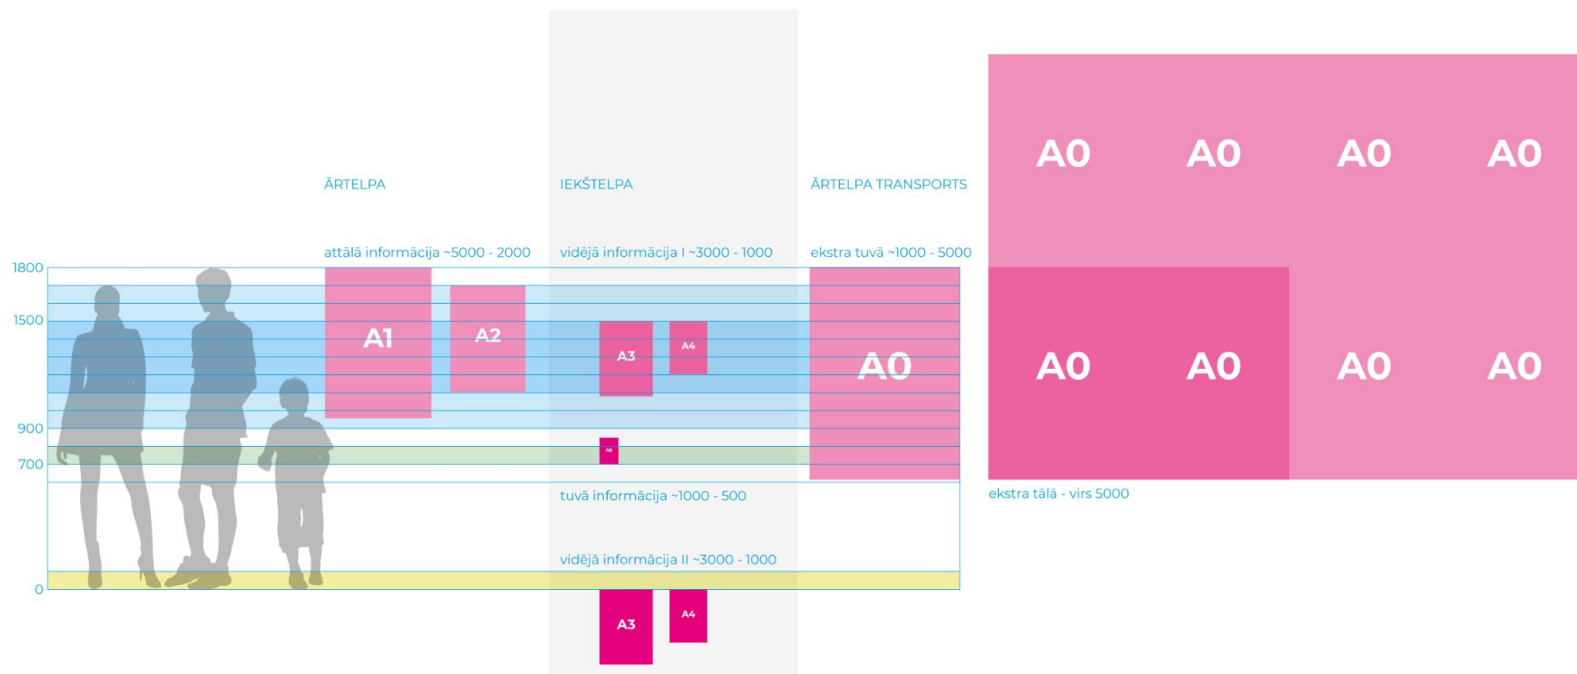 A0 A0 A0 A0
ĀRTELPA
IEKŠTELPA
ĀRTELPA TRANSPORTS
attālā informācija ~5000 - 2000
vidējā informācija I ~3000 - 1000
ekstra tuvā ~1000 - 5000
1800
1500
A1
A2
A3
A4
A0
A0 A0 A0 A0
900
A6
700
tuvā informācija ~1000 - 500
ekstra tālā - virs 5000
vidējā informācija II ~3000 - 1000
0
A3
A4